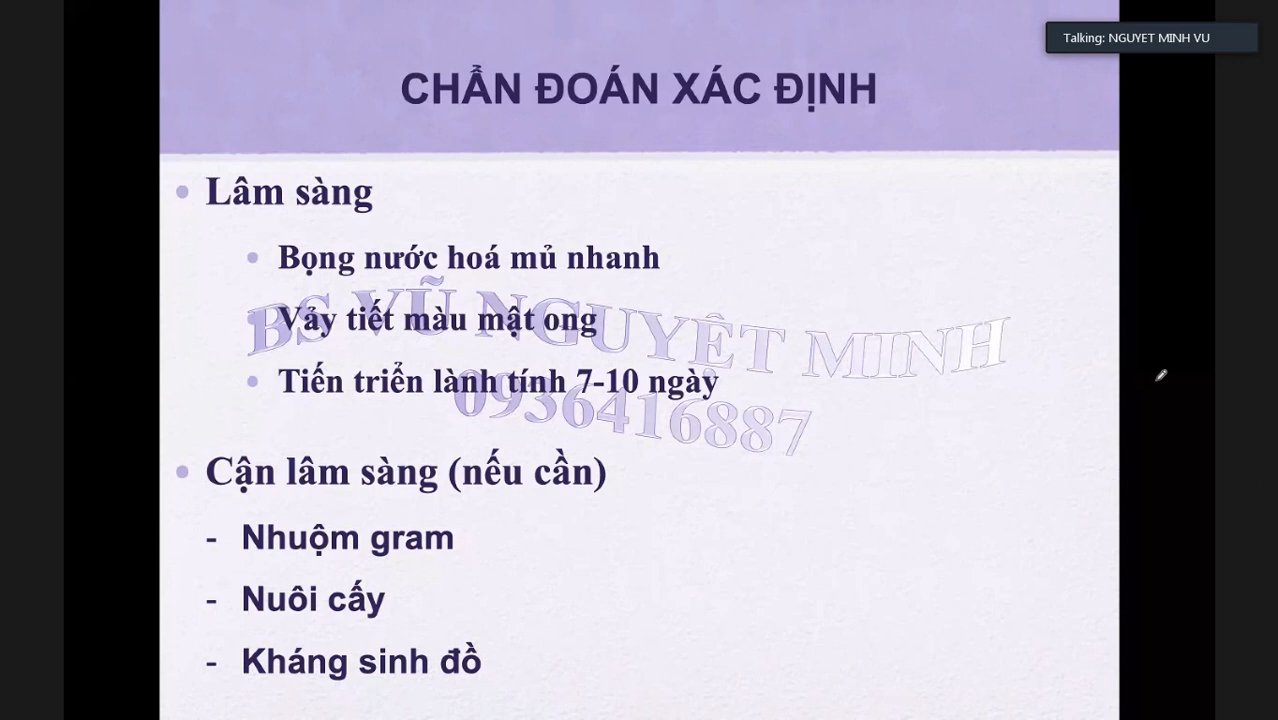 Talking: NGUYET MINH VU
CHẨN ĐOÁN XÁC ĐỊNH
Lâm sàng
Bọng nước hoá mủ nhanh
Vảy tiết màu mật ong
Tiến triển lành tính 7-10 ngày
BS VŨ NGUYỆT MINH
0936416887
Cận lâm sàng (nếu cần)
- Nhuộm gram
- Nuôi cấy
- Kháng sinh đồ